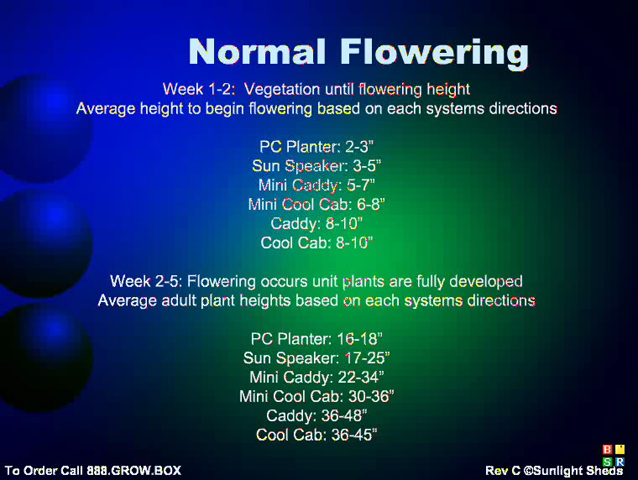 Normal Flowering
Week 1-2: Vegetation until flowering height
Average height to begin flowering based on each systems directions
PC Planter: 2-3”
Sun Speaker: 3-5”
Mini Caddy: 5-7”
Mini Cool Cab: 6-8”
Caddy: 8-10”
Cool Cab: 8-10”
Week 2-5: Flowering occurs unit plants are fully developed
Average adult plant heights based on each systems directions
PC Planter: 16-18”
Sun Speaker: 17-25”
Mini Caddy: 22-34”
Mini Cool Cab: 30-36”
Caddy: 36-48”
Cool Cab: 36-45”
B
S R
To Order Call 888.GROW.BOX
Rev C ©Sunlight Sheds